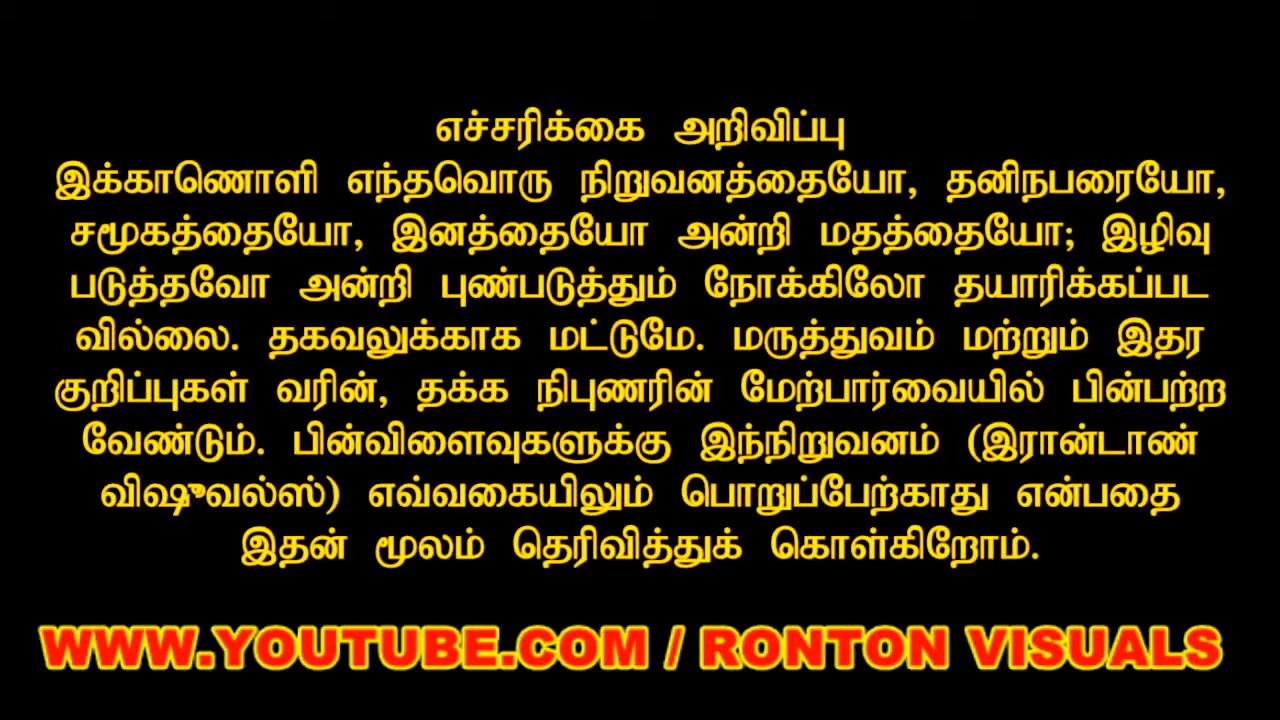 எச்சரிக்கை அறிவிப்பு
இக்காணொளி எந்தவொரு நிறுவனத்தையோ, தனிநபரையோ,
சமூகத்தையோ, இனத்தையோ அன்றி மதத்தையோ; இழிவு
படுத்தவோ அன்றி புண்படுத்தும் நோக்கிலோ தயாரிக்கப்பட
வில்லை. தகவலுக்காக மட்டுமே. மருத்துவம் மற்றும் இதர
குறிப்புகள் வரின், தக்க நிபுணரின் மேற்பார்வையில் பின்பற்ற
வேண்டும். பின்விளைவுகளுக்கு இந்நிறுவனம் (இரான்டாண்
விஷுவல்ஸ்) எவ்வகையிலும் பொறுப்பேற்காது என்பதை
இதன் மூலம் தெரிவித்துக் கொள்கிறோம்.
WWW.YOUTUBE.COM / RONTON VISUALS